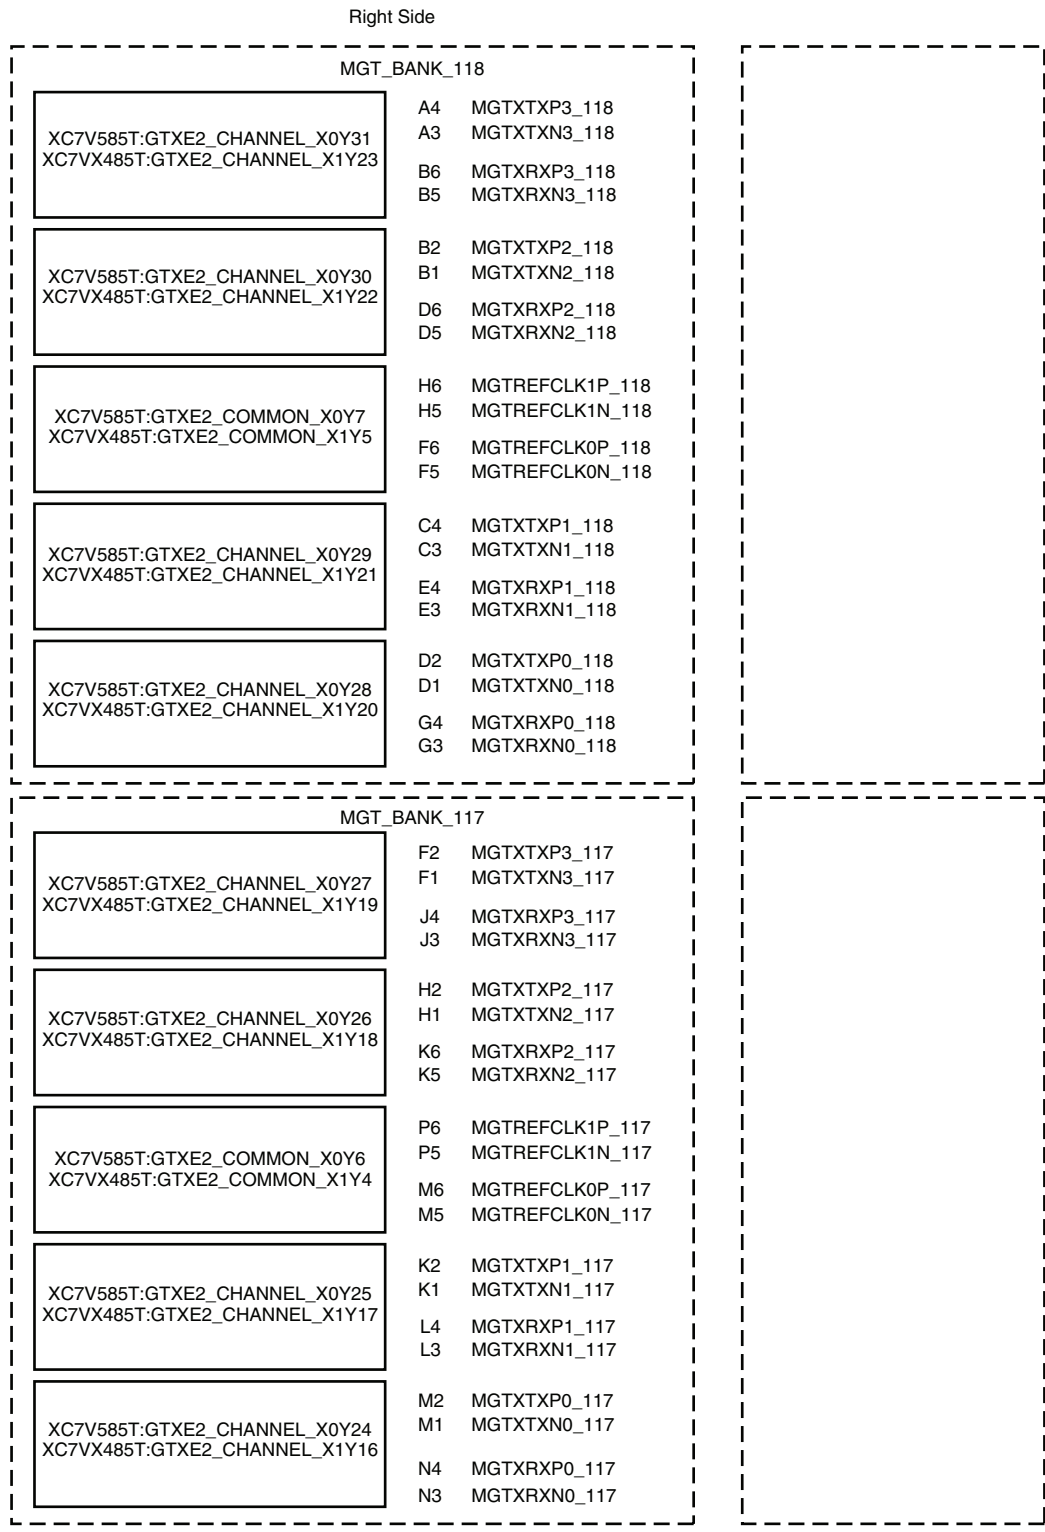 Right Side
MGT_BANK_118
XC7V585T:GTXE2_CHANNEL_X0Y31
XC7VX485T:GTXE2_CHANNEL_X1Y23
A4 MGTXTXP3_118
A3 MGTXTXN3_118
B6 MGTXRXP3_118
B5 MGTXRXN3_118
XC7V585T:GTXE2_CHANNEL_X0Y30
XC7VX485T:GTXE2_CHANNEL_X1Y22
B2 MGTXTXP2_118
B1 MGTXTXN2_118
D6 MGTXRXP2_118
D5 MGTXRXN2_118
XC7V585T:GTXE2_COMMON_X0Y7
XC7VX485T:GTXE2_COMMON_X1Y5
H6 MGTREFCLK1P_118
H5 MGTREFCLK1N_118
F6 MGTREFCLK0P_118
F5 MGTREFCLK0N_118
XC7V585T:GTXE2_CHANNEL_X0Y29
XC7VX485T:GTXE2_CHANNEL_X1Y21
C4 MGTXTXP1_118
C3 MGTXTXN1_118
E4 MGTXRXP1_118
E3 MGTXRXN1_118
XC7V585T:GTXE2_CHANNEL_X0Y28
XC7VX485T:GTXE2_CHANNEL_X1Y20
D2 MGTXTXP0_118
D1 MGTXTXN0_118
G4 MGTXRXP0_118
G3 MGTXRXN0_118
MGT_BANK_117
XC7V585T:GTXE2_CHANNEL_X0Y27
XC7VX485T:GTXE2_CHANNEL_X1Y19
F2 MGTXTXP3_117
F1 MGTXTXN3_117
J4 MGTXRXP3_117
J3 MGTXRXN3_117
XC7V585T:GTXE2_CHANNEL_X0Y26
XC7VX485T:GTXE2_CHANNEL_X1Y18
H2 MGTXTXP2_117
H1 MGTXTXN2_117
K6 MGTXRXP2_117
K5 MGTXRXN2_117
XC7V585T:GTXE2_COMMON_X0Y6
XC7VX485T:GTXE2_COMMON_X1Y4
P6 MGTREFCLK1P_117
P5 MGTREFCLK1N_117
M6 MGTREFCLK0P_117
M5 MGTREFCLK0N_117
XC7V585T:GTXE2_CHANNEL_X0Y25
XC7VX485T:GTXE2_CHANNEL_X1Y17
K2 MGTXTXP1_117
K1 MGTXTXN1_117
L4 MGTXRXP1_117
L3 MGTXRXN1_117
XC7V585T:GTXE2_CHANNEL_X0Y24
XC7VX485T:GTXE2_CHANNEL_X1Y16
M2 MGTXTXP0_117
M1 MGTXTXN0_117
N4 MGTXRXP0_117
N3 MGTXRXN0_117